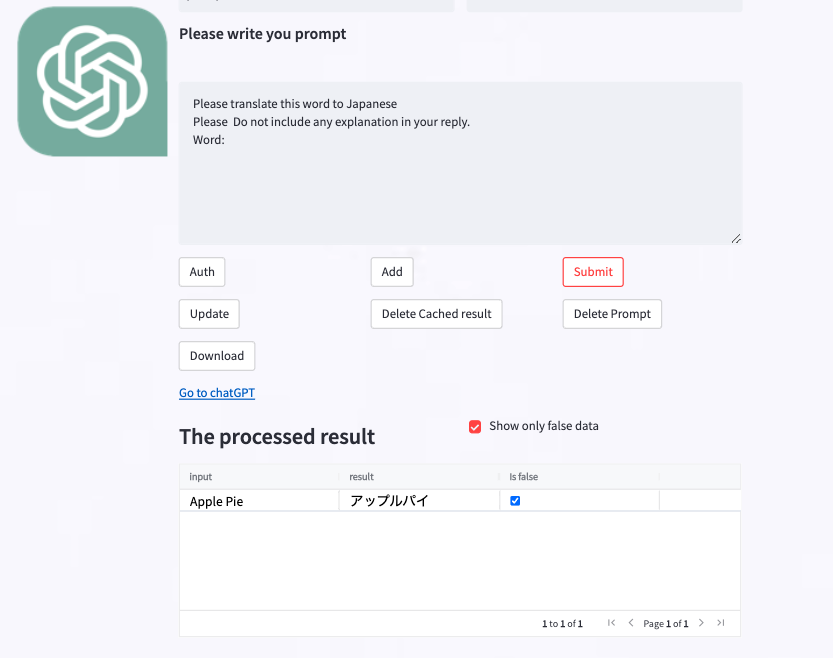 Please write you prompt
Please translate this word to Japanese
Please  Do not include any explanation in your reply.
Word:
Auth
Add
Submit
Update
Delete Cached result
Delete Prompt
Download
Go to chatGPT
The processed result
Show only false data
input
result
Is false
Apple Pie
アップルパイ
1 to 1 of 1
Page 1 of 1